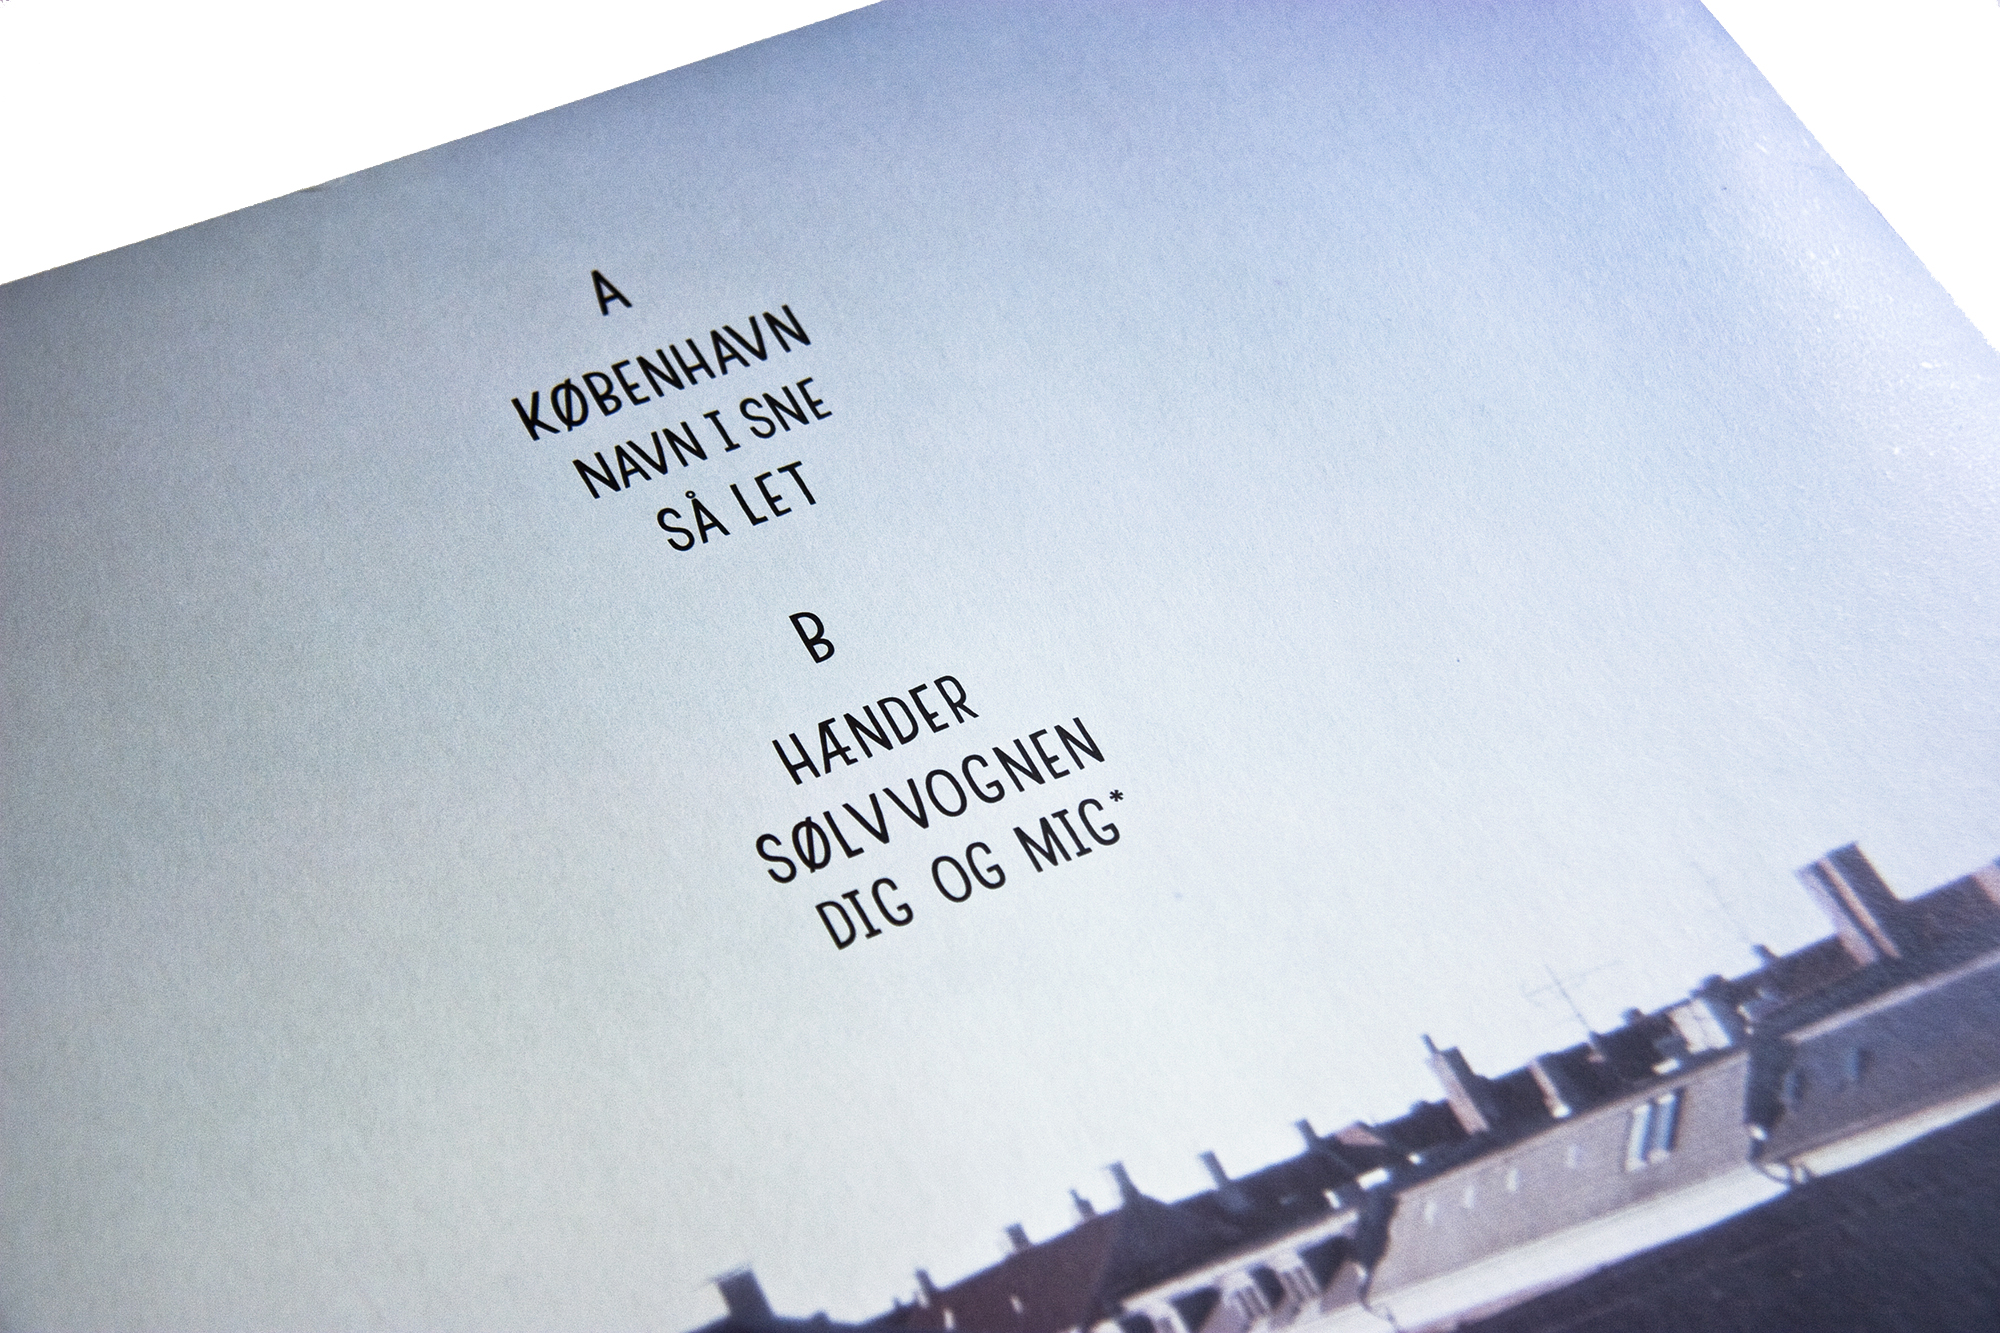 A
KØBENHAVN
NAVN I SNE
SÅ LET
B
HÆNDER
SØLVVOGNEN
DIG OG MIG*